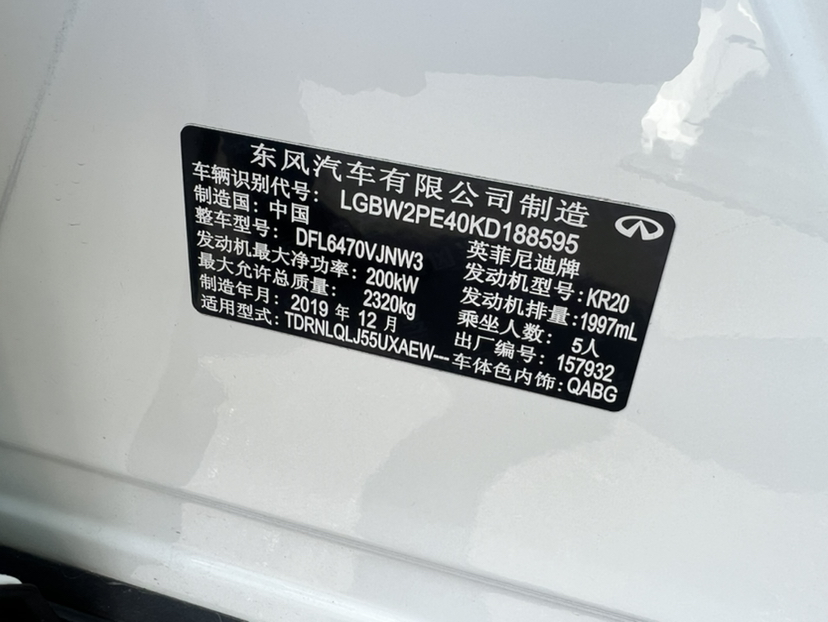 东风汽车有限公司制造
车辆识别代号: LGBW2PE40KD188595
制造国: 中国 英菲尼迪牌
整车型号: DFL6470VJNW3 发动机型号: KR20
发动机最大净功率: 200kW 发动机排量: 1997mL
最大允许总质量: 2320kg 乘坐人数: 5人
制造年月: 2019 年 12 月 出厂编号: 157932
适用型式: TDRNLQLJ55UXAEW--- 车体色内饰: QABG